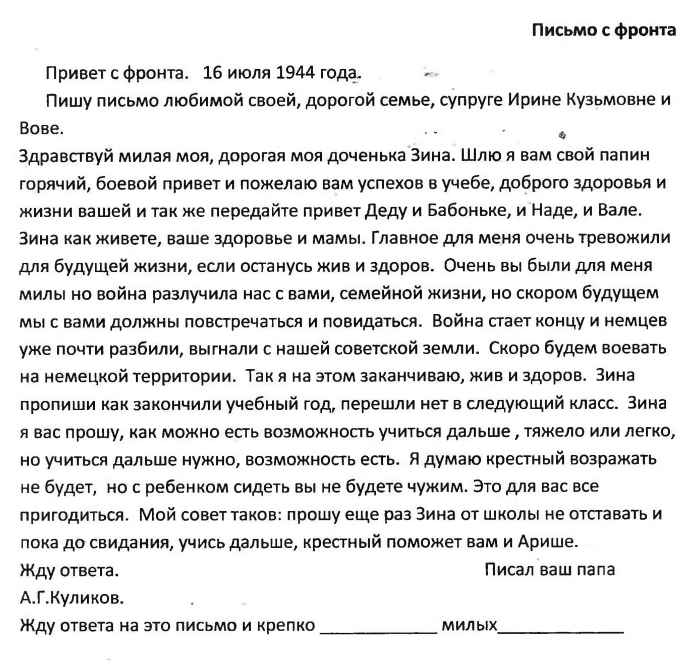 Письмо с фронта
Привет с фронта. 16 июля 1944 года.
Пишу письмо любимой своей, дорогой семье, супруге Ирине Кузьмовне и
Вове.
Здравствуй милая моя, дорогая моя доченька Зина. Шлю я вам свой папин
горячий, боевой привет и пожелаю вам успехов в учебе, доброго здоровья и
жизни вашей и так же передайте привет Деду и Бабоньке, и Наде, и Вале.
Зина как живете, ваше здоровье и мамы. Главное для меня очень тревожили
для будущей жизни, если останусь жив и здоров. Очень вы были для меня
милы но война разлучила нас с вами, семейной жизни, но скором будущем
мы с вами должны повстречаться и повидаться. Война стает концу и немцев
уже почти разбили, выгнали с нашей советской земли. Скоро будем воевать
на немецкой территории. Так я на этом заканчиваю, жив и здоров. Зина
пропиши как закончили учебный год, перешли нет в следующий класс. Зина
я вас прошу, как можно есть возможность учиться дальше , тяжело или легко,
но учиться дальше нужно, возможность есть. Я думаю крестный возражать
не будет, но с ребенком сидеть вы не будете чужим. Это для вас все
пригодиться. Мой совет таков: прошу еще раз Зина от школы не отставать и
пока до свидания, учись дальше, крестный поможет вам и Арише.
Жду ответа. Писал ваш папа
А.Г.Куликов.
Жду ответа на это письмо и крепко _____________ милых______________